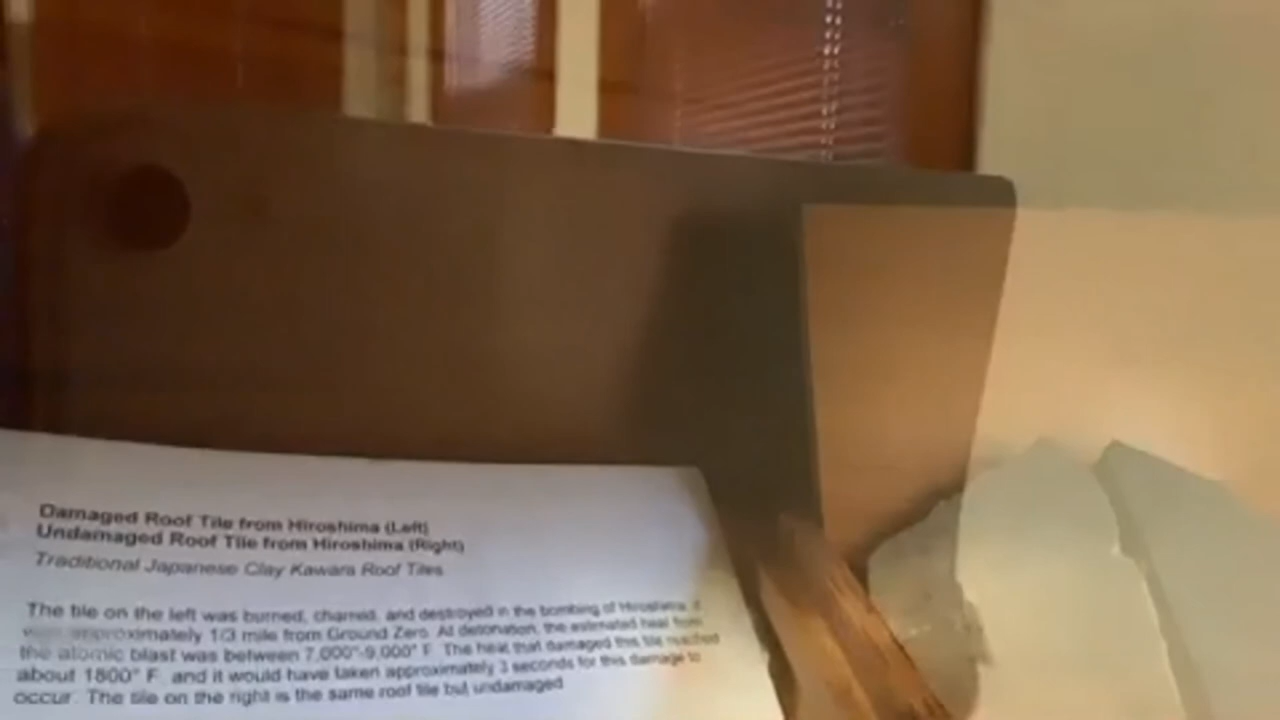 Damaged Roof Tile from Hiroshima (Left)
Undamaged Roof Tile from Hiroshima (Right)
Traditional Japanese Clay Kawara Roof Tiles
The tile on the left was burned, charred, and destroyed in the bombing of Hiroshima. It
was approximately 1/3 mile from Ground Zero. At detonation, the estimated heat from
the atomic blast was between 7,000°-9,000° F. The heat that damaged this tile reached
about 1800° F. and it would have taken approximately 3 seconds for this damage to
occur. The tile on the right is the same roof tile but undamaged.